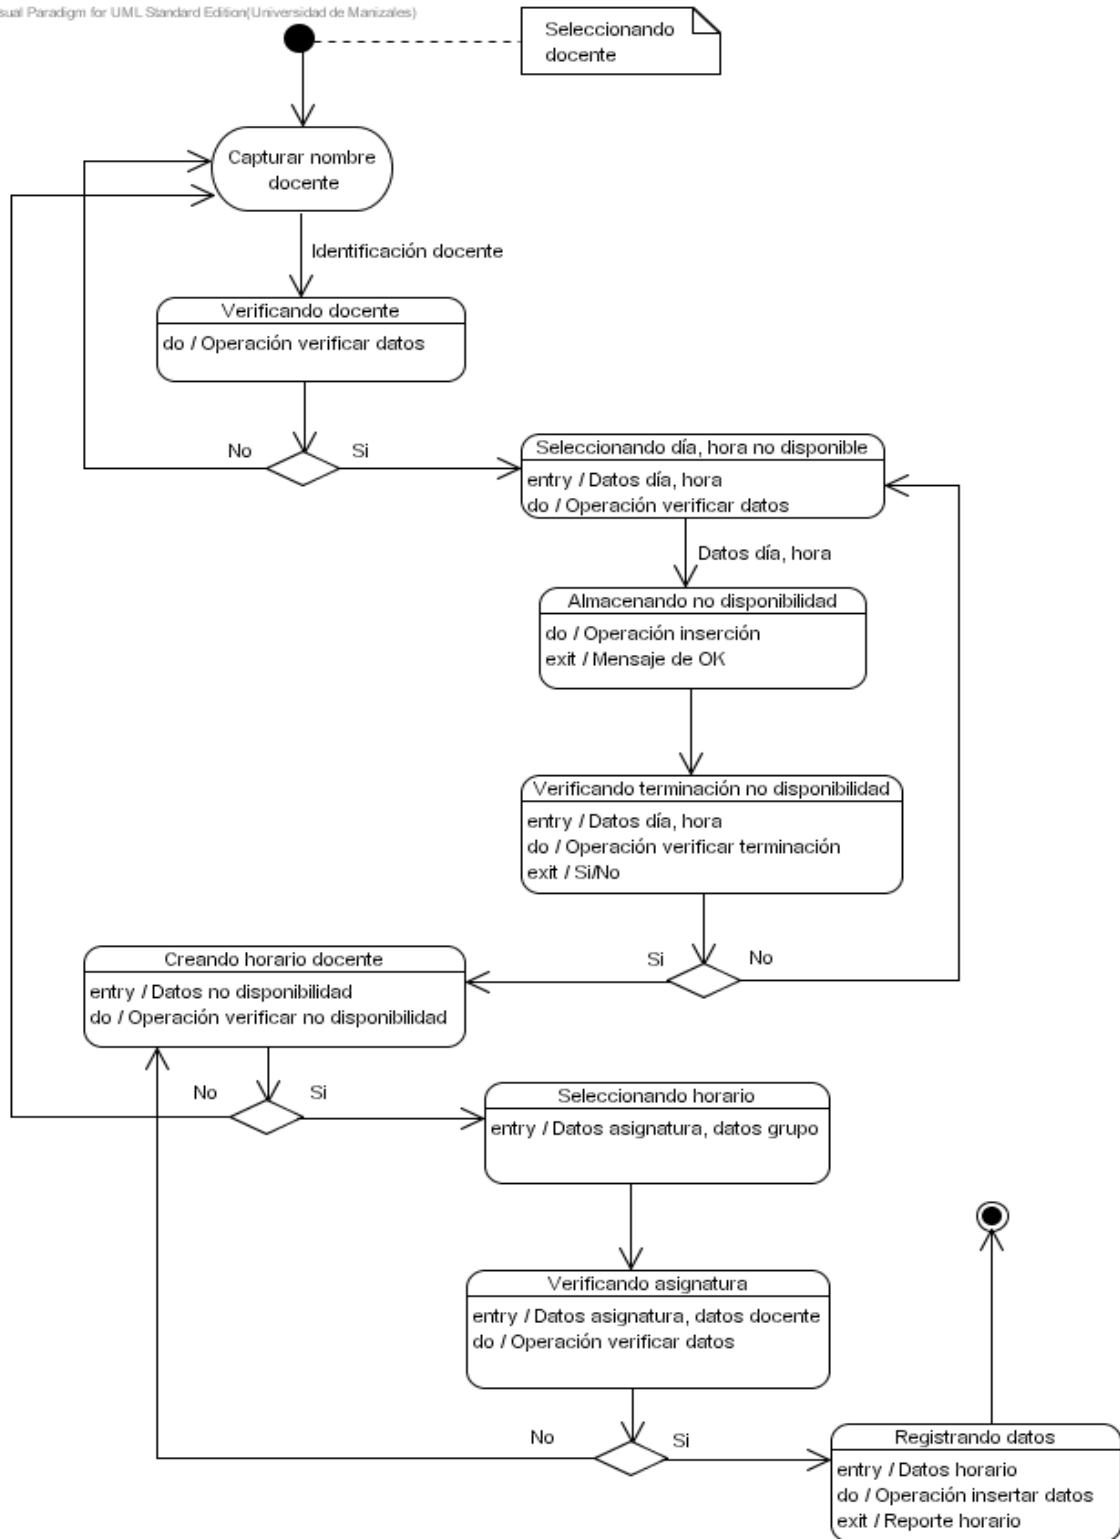 sual Paradigm for UML Standard Edition(Universidad de Manizales)
Seleccionando
docente
Capturar nombre
docente
Identificación docente
Verificando docente
do / Operación verificar datos
No
Si
Seleccionando día, hora no disponible
entry / Datos día, hora
do / Operación verificar datos
Datos día, hora
Almacenando no disponibilidad
do / Operación inserción
exit / Mensaje de OK
Verificando terminación no disponibilidad
entry / Datos día, hora
do / Operación verificar terminación
exit / Si/No
Si
No
Creando horario docente
entry / Datos no disponibilidad
do / Operación verificar no disponibilidad
No
Si
Seleccionando horario
entry / Datos asignatura, datos grupo
Verificando asignatura
entry / Datos asignatura, datos docente
do / Operación verificar datos
No
Si
Registrando datos
entry / Datos horario
do / Operación insertar datos
exit / Reporte horario